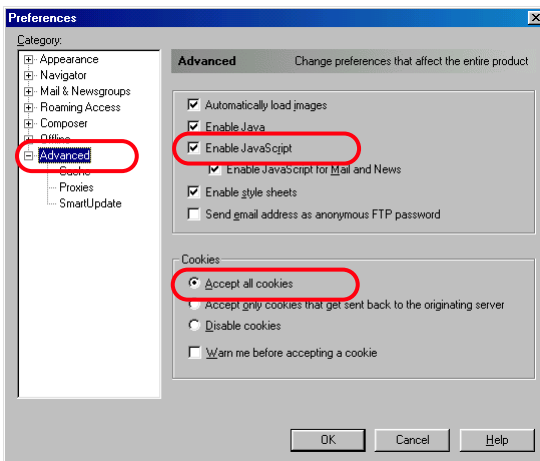 Preferences
Category:
Appearance
Navigator
Mail & Newsgroups
Roaming Access
Composer
Offline
Advanced
Cache
Proxies
SmartUpdate
Advanced Change preferences that affect the entire product
Automatically load images
Enable Java
Enable JavaScript
Enable JavaScript for Mail and News
Enable style sheets
Send email address as anonymous FTP password
Cookies
Accept all cookies
Accept only cookies that get sent back to the originating server
Disable cookies
Warn me before accepting a cookie
OK Cancel Help